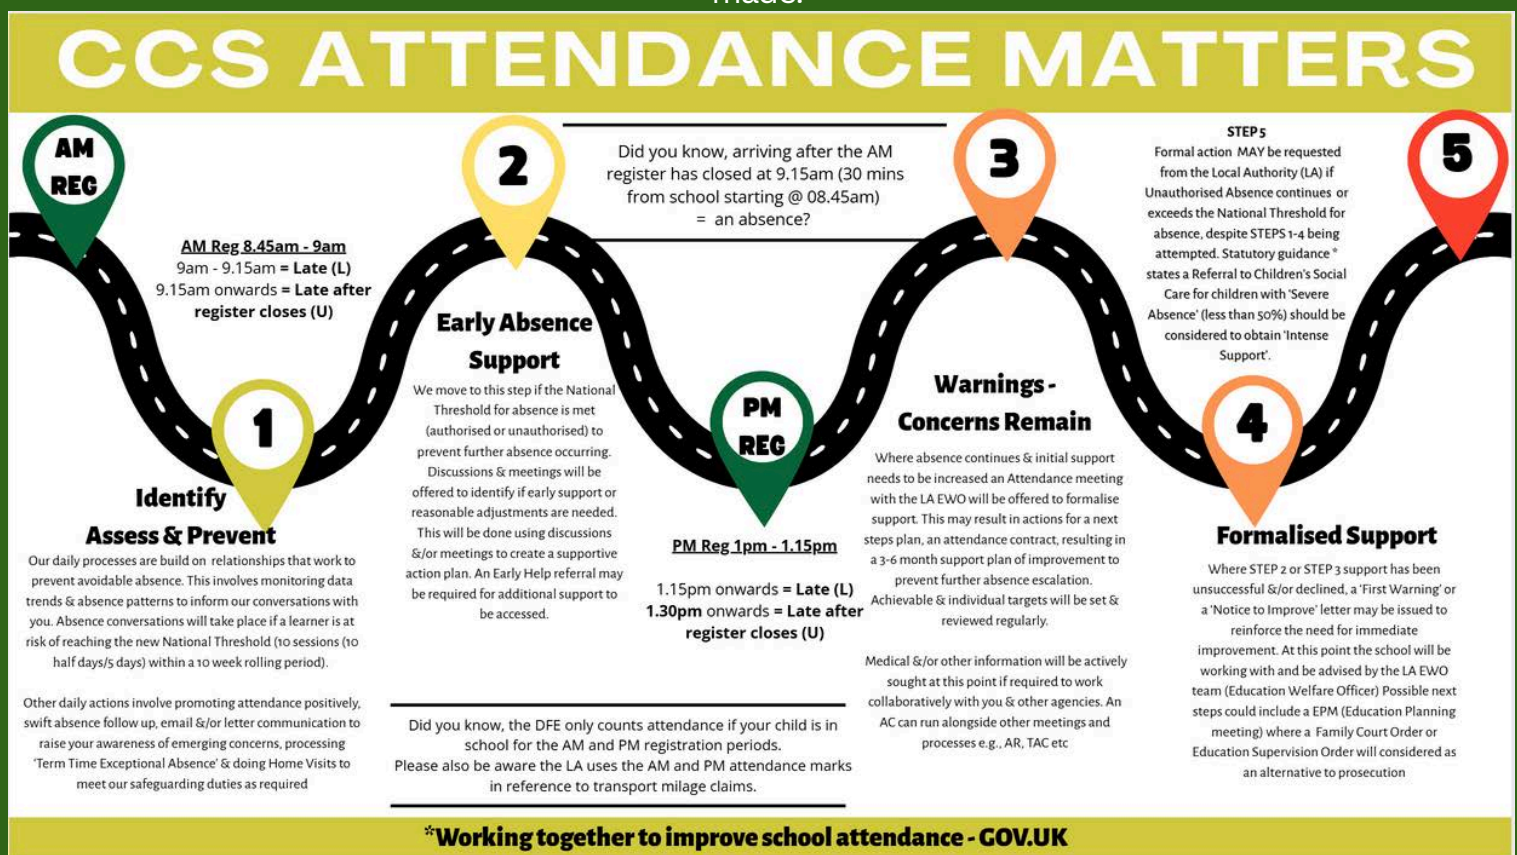 made.
CCS ATTENDANCE MATTERS
AM
REG
AM Reg 8.45am - 9am
9am - 9.15am = Late (L)
9.15am onwards = Late after
register closes (U)
1
Identify
Assess & Prevent
Our daily processes are build on relationships that work to
prevent avoidable absence. This involves monitoring data
trends & absence patterns to inform our conversations with
you. Absence conversations will take place if a learner is at
risk of reaching the new National Threshold (10 sessions (10
half days/5 days) within a 10 week rolling period).
Other daily actions involve promoting attendance positively,
swift absence follow up, email &/or letter communication to
raise your awareness of emerging concerns, processing
'Term Time Exceptional Absence' & doing Home Visits to
meet our safeguarding duties as required
2
Early Absence
Support
We move to this step if the National
Threshold for absence is met
(authorised or unauthorised) to
prevent further absence occurring.
Discussions & meetings will be
offered to identify if early support or
reasonable adjustments are needed.
This will be done using discussions
&/or meetings to create a supportive
action plan. An Early Help referral may
be required for additional support to
be accessed.
Did you know, arriving after the AM
register has closed at 9.15am (30 mins
from school starting @ 08.45am)
= an absence?
PM
REG
PM Reg 1pm - 1.15pm
1.15pm onwards = Late (L)
1.30pm onwards = Late after
register closes (U)
Did you know, the DFE only counts attendance if your child is in
school for the AM and PM registration periods.
Please also be aware the LA uses the AM and PM attendance marks
in reference to transport milage claims.
3
Warnings -
Concerns Remain
Where absence continues & initial support
needs to be increased an Attendance meeting
with the LA EWO will be offered to formalise
support. This may result in actions for a next
steps plan, an attendance contract, resulting in
a 3-6 month support plan of improvement to
prevent further absence escalation.
Achievable & individual targets will be set &
reviewed regularly.
Medical &/or other information will be actively
sought at this point if required to work
collaboratively with you & other agencies. An
AC can run alongside other meetings and
processes e.g., AR, TAC etc
4
Formalised Support
Where STEP 2 or STEP 3 support has been
unsuccessful &/or declined, a 'First Warning' or
a 'Notice to Improve' letter may be issued to
reinforce the need for immediate
improvement. At this point the school will be
working with and be advised by the LA EWO
team (Education Welfare Officer) Possible next
steps could include a EPM (Education Planning
meeting) where a Family Court Order or
Education Supervision Order will considered as
an alternative to prosecution
5
STEP 5
Formal action MAY be requested
from the Local Authority (LA) if
Unauthorised Absence continues or
exceeds the National Threshold for
absence, despite STEPS 1-4 being
attempted. Statutory guidance *
states a Referral to Children's Social
Care for children with 'Severe
Absence' (less than 50%) should be
considered to obtain 'Intense
Support'.
*Working together to improve school attendance - GOV.UK